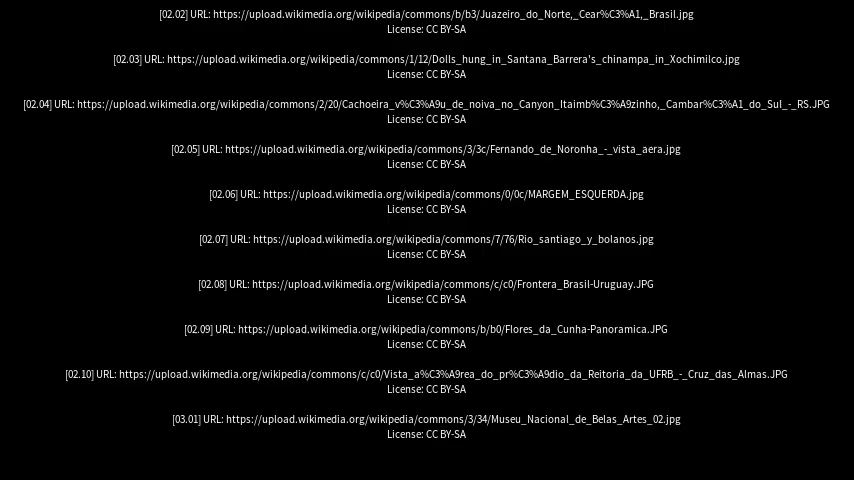 [02.02] URL: https://upload.wikimedia.org/wikipedia/commons/b/b3/Juazeiro_do_Norte,_Cear%C3%A1,_Brasil.jpg
License: CC BY-SA
[02.03] URL: https://upload.wikimedia.org/wikipedia/commons/1/12/Dolls_hung_in_Santana_Barrera's_chinampa_in_Xochimilco.jpg
License: CC BY-SA
[02.04] URL: https://upload.wikimedia.org/wikipedia/commons/2/20/Cachoeira_v%C3%A9u_de_noiva_no_Canyon_Itaimb%C3%A9zinho,_Cambar%C3%A1_do_Sul_-_RS.JPG
License: CC BY-SA
[02.05] URL: https://upload.wikimedia.org/wikipedia/commons/3/3c/Fernando_de_Noronha_-_vista_aera.jpg
License: CC BY-SA
[02.06] URL: https://upload.wikimedia.org/wikipedia/commons/0/0c/MARGEM_ESQUERDA.jpg
License: CC BY-SA
[02.07] URL: https://upload.wikimedia.org/wikipedia/commons/7/76/Rio_santiago_y_bolanos.jpg
License: CC BY-SA
[02.08] URL: https://upload.wikimedia.org/wikipedia/commons/c/c0/Frontera_Brasil-Uruguay.JPG
License: CC BY-SA
[02.09] URL: https://upload.wikimedia.org/wikipedia/commons/b/b0/Flores_da_Cunha-Panoramica.JPG
License: CC BY-SA
[02.10] URL: https://upload.wikimedia.org/wikipedia/commons/c/c0/Vista_a%C3%A9rea_do_pr%C3%A9dio_da_Reitoria_da_UFRB_-_Cruz_das_Almas.JPG
License: CC BY-SA
[03.01] URL: https://upload.wikimedia.org/wikipedia/commons/3/34/Museu_Nacional_de_Belas_Artes_02.jpg
License: CC BY-SA